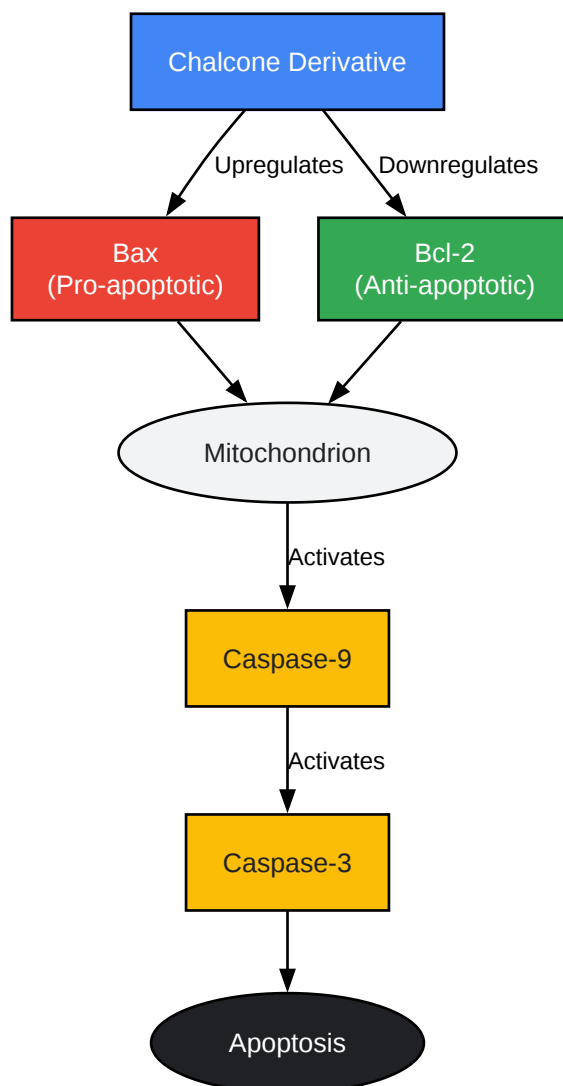 Chalcone Derivative
Upregulates
Downregulates
Bax
(Pro-apoptotic)
Bcl-2
(Anti-apoptotic)
Mitochondrion
Activates
Caspase-9
Activates
Caspase-3
Apoptosis